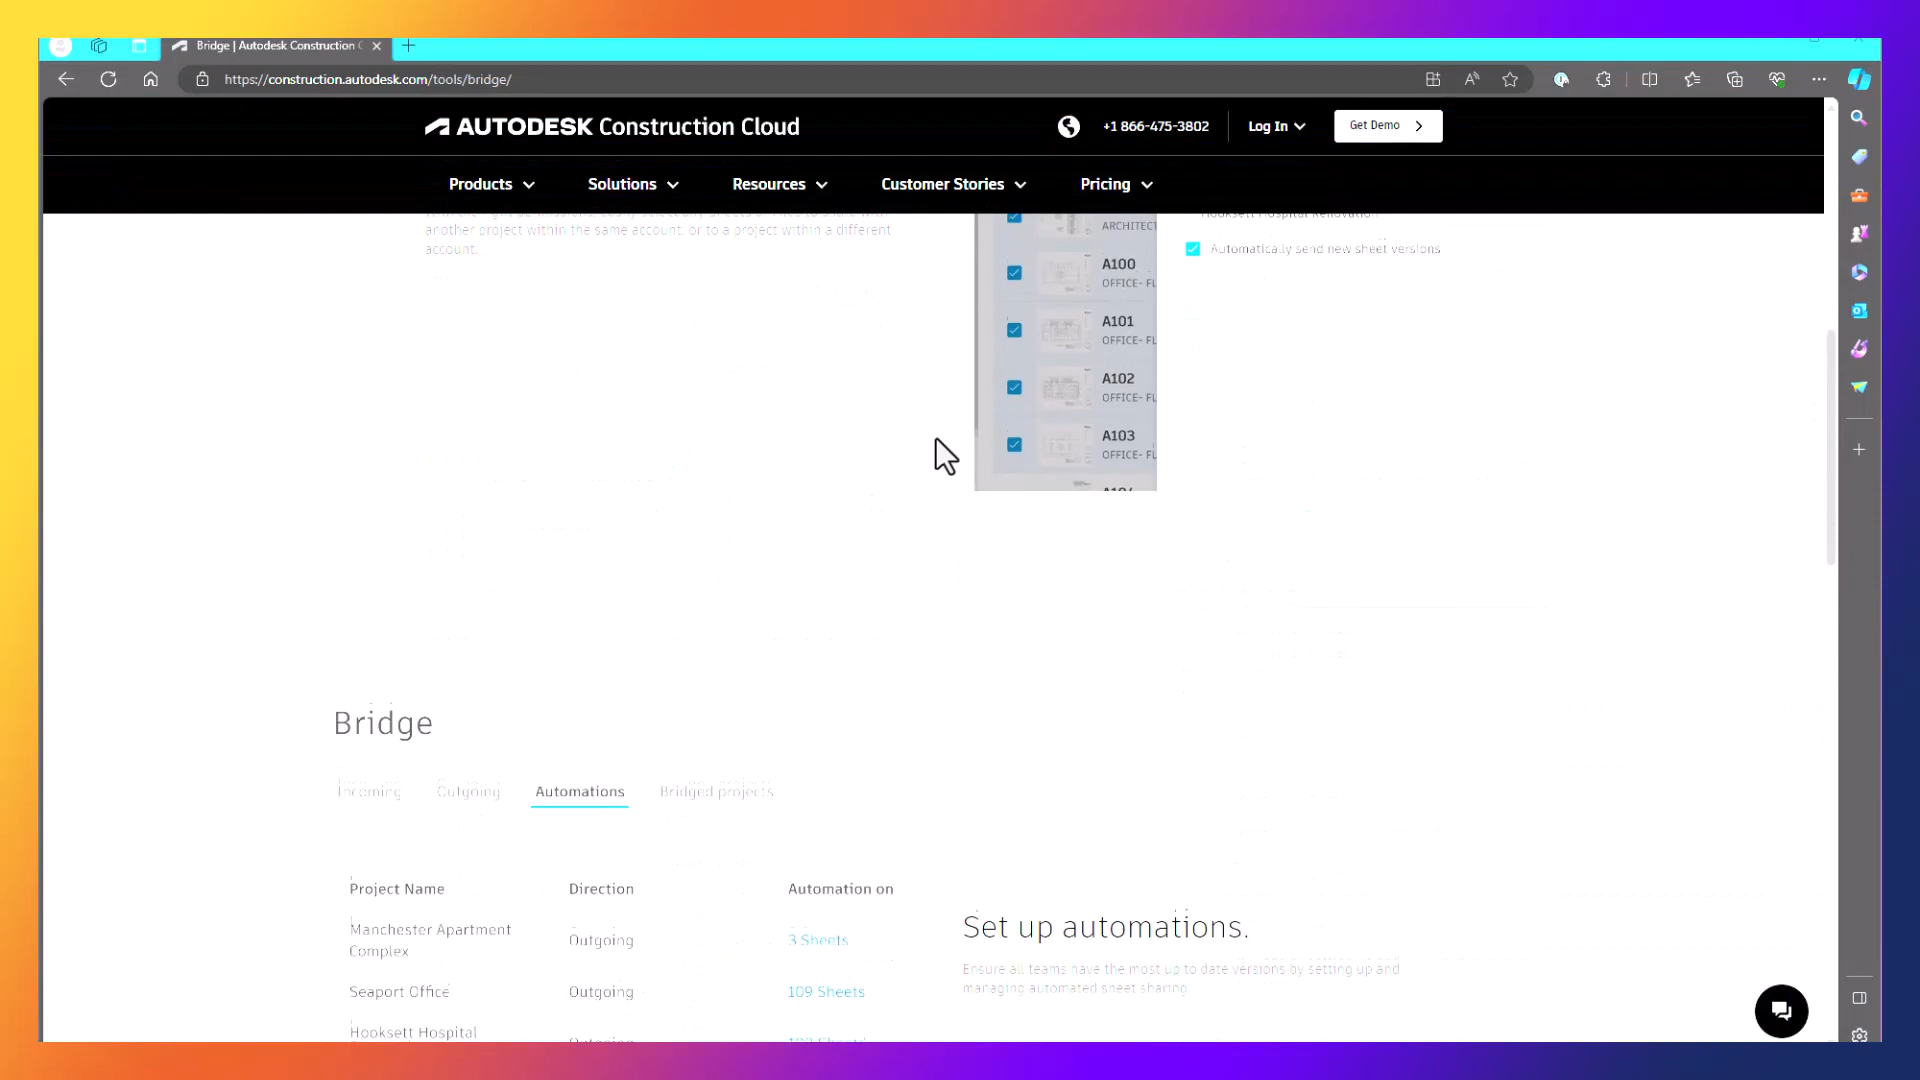 Bridge | Autodesk Construction C
https://construction.autodesk.com/tools/bridge/
AUTODESK Construction Cloud
+1 866-475-3802
Log In
Get Demo
Products
Solutions
Resources
Customer Stories
Pricing
another project within the same account, or to a project within a different
account.
ARCHITECT
A100
OFFICE- FL
A101
OFFICE- FL
A102
OFFICE- FL
A103
OFFICE- FL
Hooksett Hospital Renovation
Automatically send new sheet versions
Bridge
Incoming
Outgoing
Automations
Bridged projects
Project Name
Direction
Automation on
Manchester Apartment
Complex
Outgoing
3 Sheets
Seaport Office
Outgoing
109 Sheets
Hooksett Hospital
Outgoing
Set up automations.
Ensure all teams have the most up to date versions by setting up and
managing automated sheet sharing.